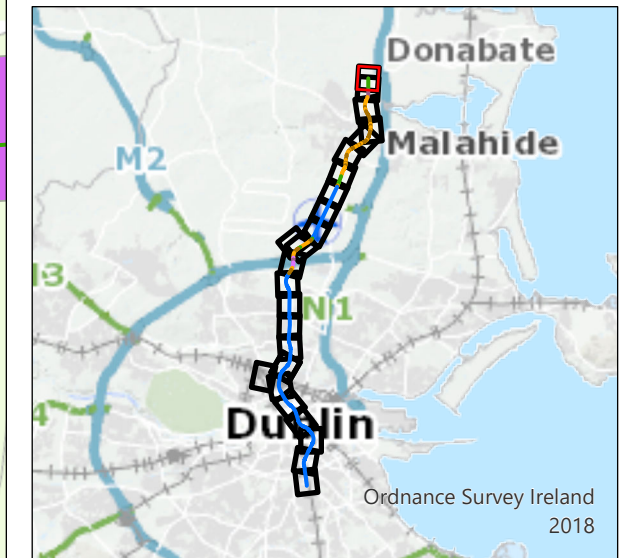 Donabate
Malahide
M2
N1
Dublin
Ordnance Survey Ireland
2018